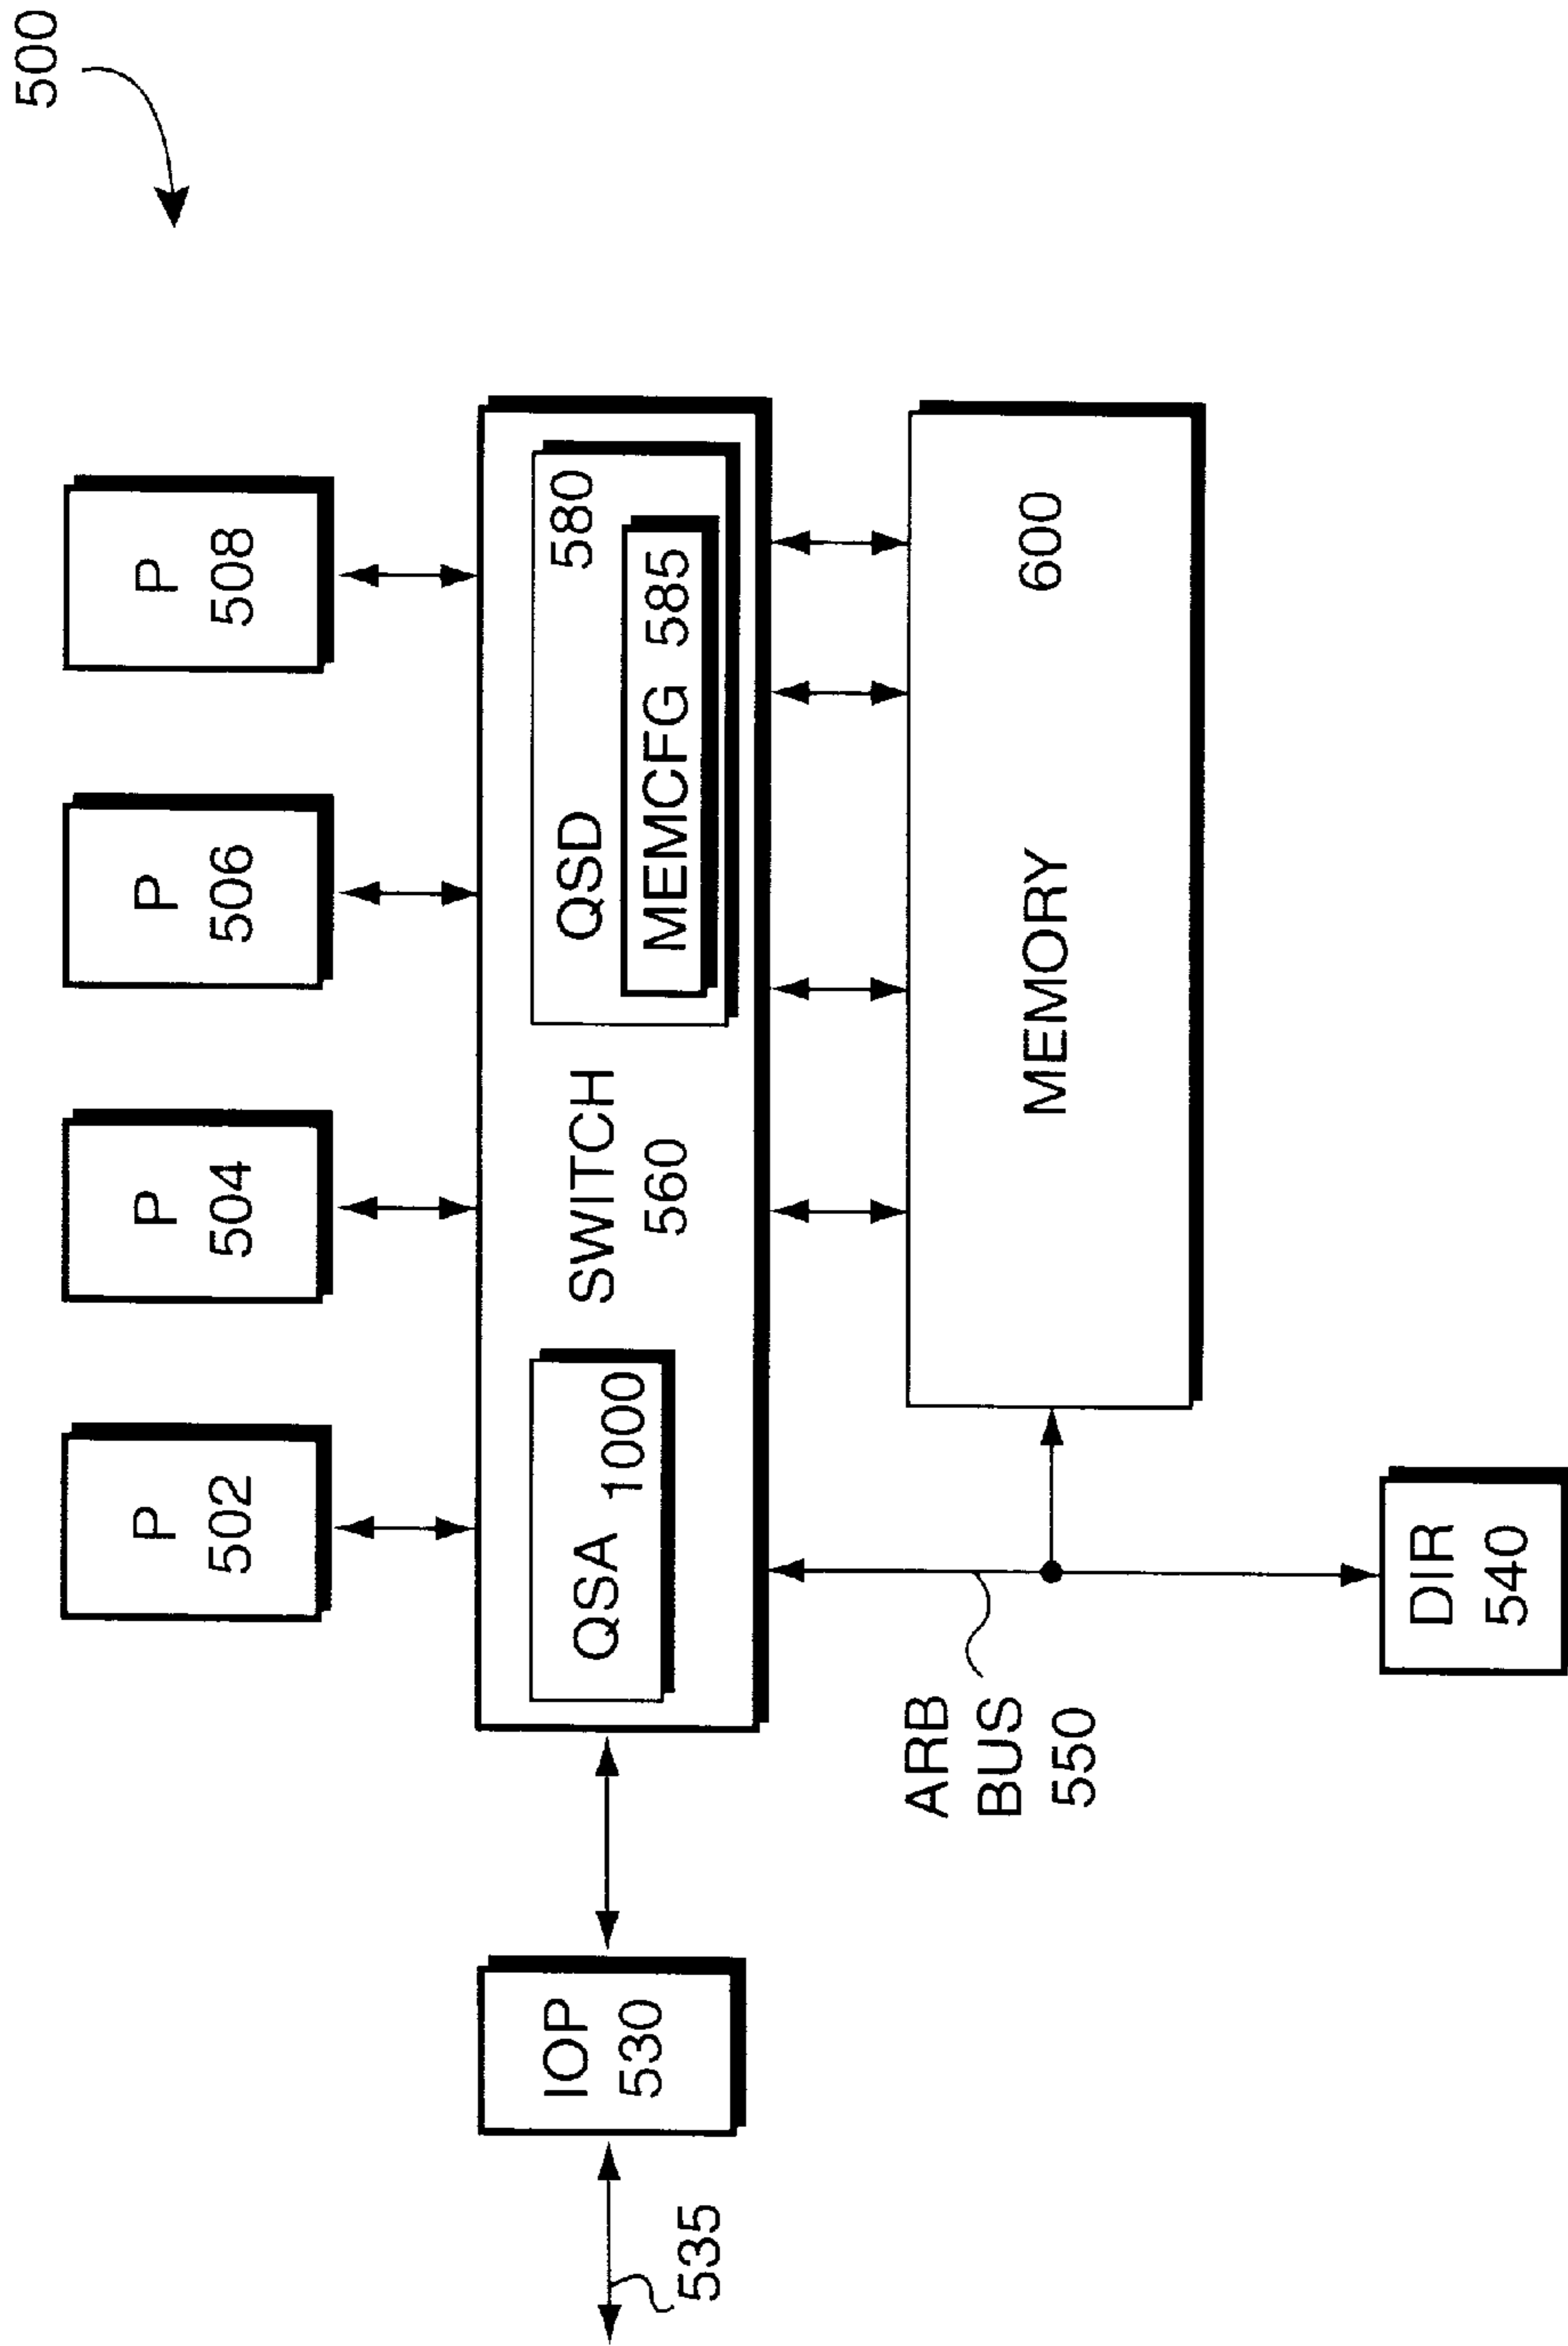 500
P
502
P
504
P
506
P
508
QSA 1000
SWITCH
560
QSD 580
MEMCFG 585
IOP
530
535
ARB
BUS
550
MEMORY 600
DIR
540